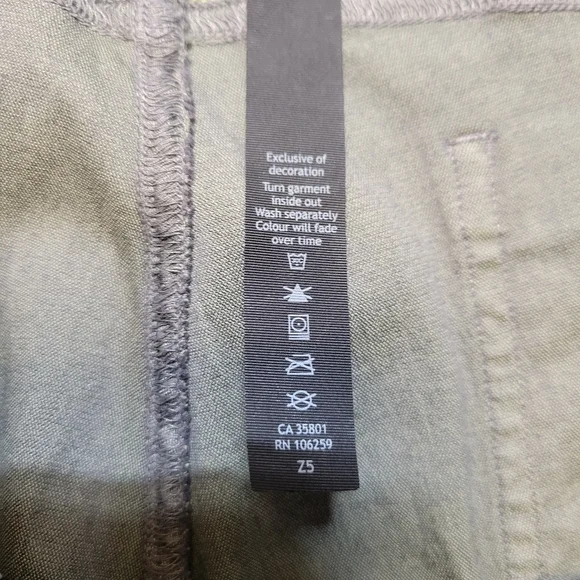 Exclusive of
decoration
Turn garment
inside out
Wash separately
Colour will fade
over time
CA 35801
RN 106259
Z5